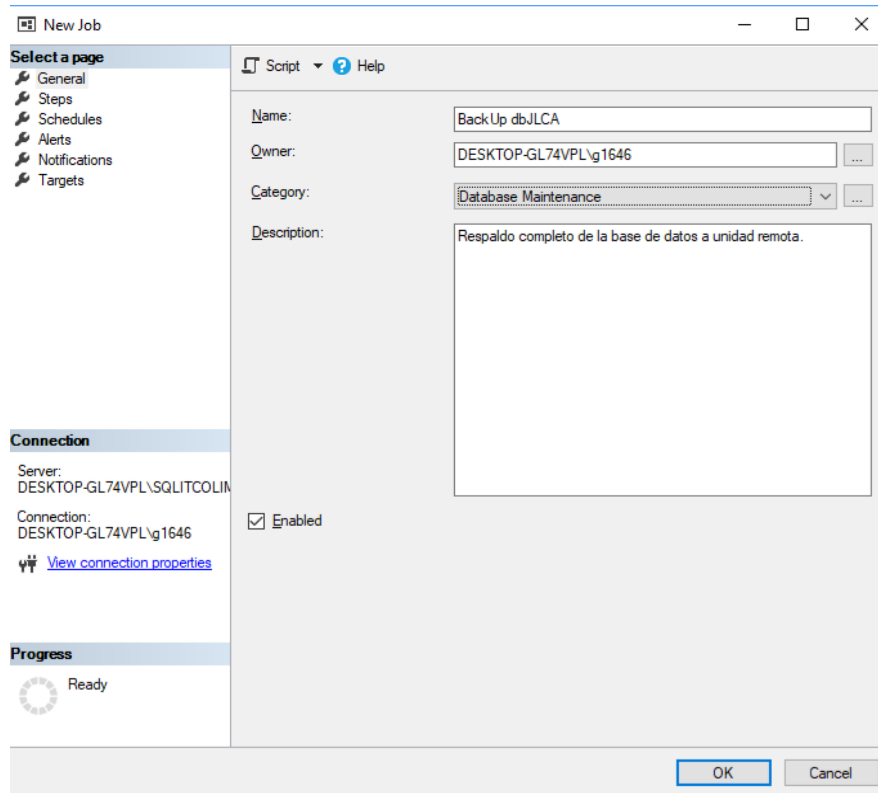 New Job
Select a page
General
Steps
Schedules
Alerts
Notifications
Targets
Connection
Server:
DESKTOP-GL74VPL\SQLITCOLIM
Connection:
DESKTOP-GL74VPL\g1646
View connection properties
Progress
Ready
Script
Help
Name:
BackUp dbJLCA
Owner:
DESKTOP-GL74VPL\g1646
...
Category:
Database Maintenance
...
Description:
Respaldo completo de la base de datos a unidad remota.
Enabled
OK
Cancel